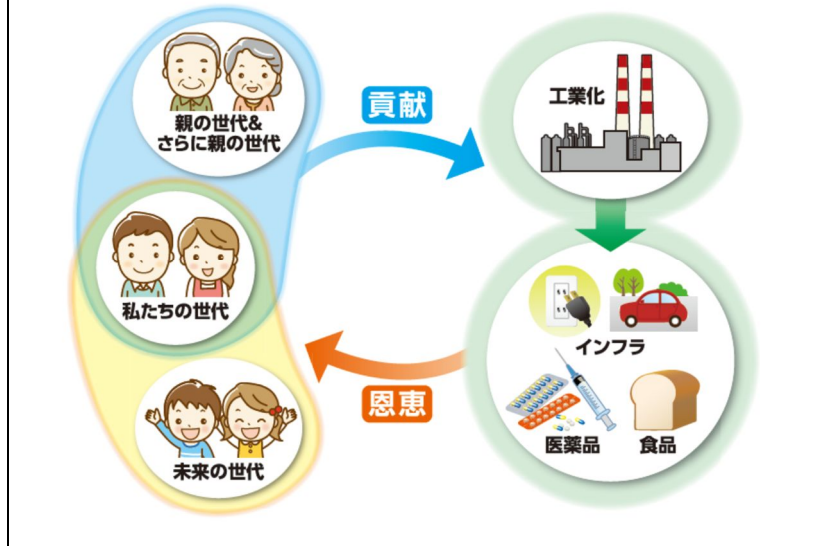 親の世代&
さらに親の世代
貢献
工業化
私たちの世代
インフラ
恩恵
医薬品
食品
未来の世代